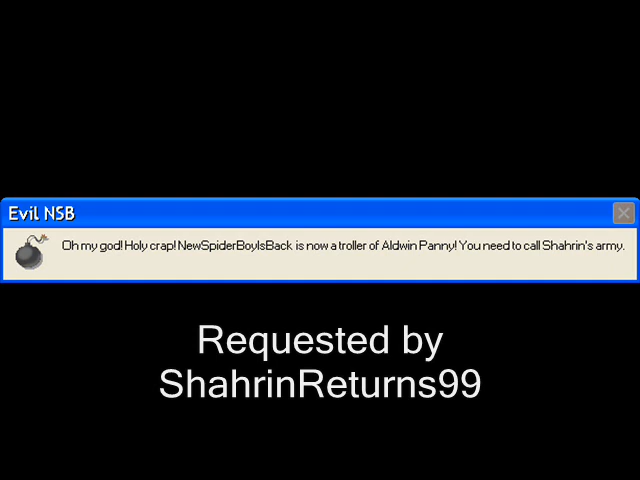 Evil NSB
Oh my god! Holy crap! NewSpiderBoyIsBack is now a troller of Aldwin Panny! You need to call Shahrin's army.
Requested by
ShahrinReturns99